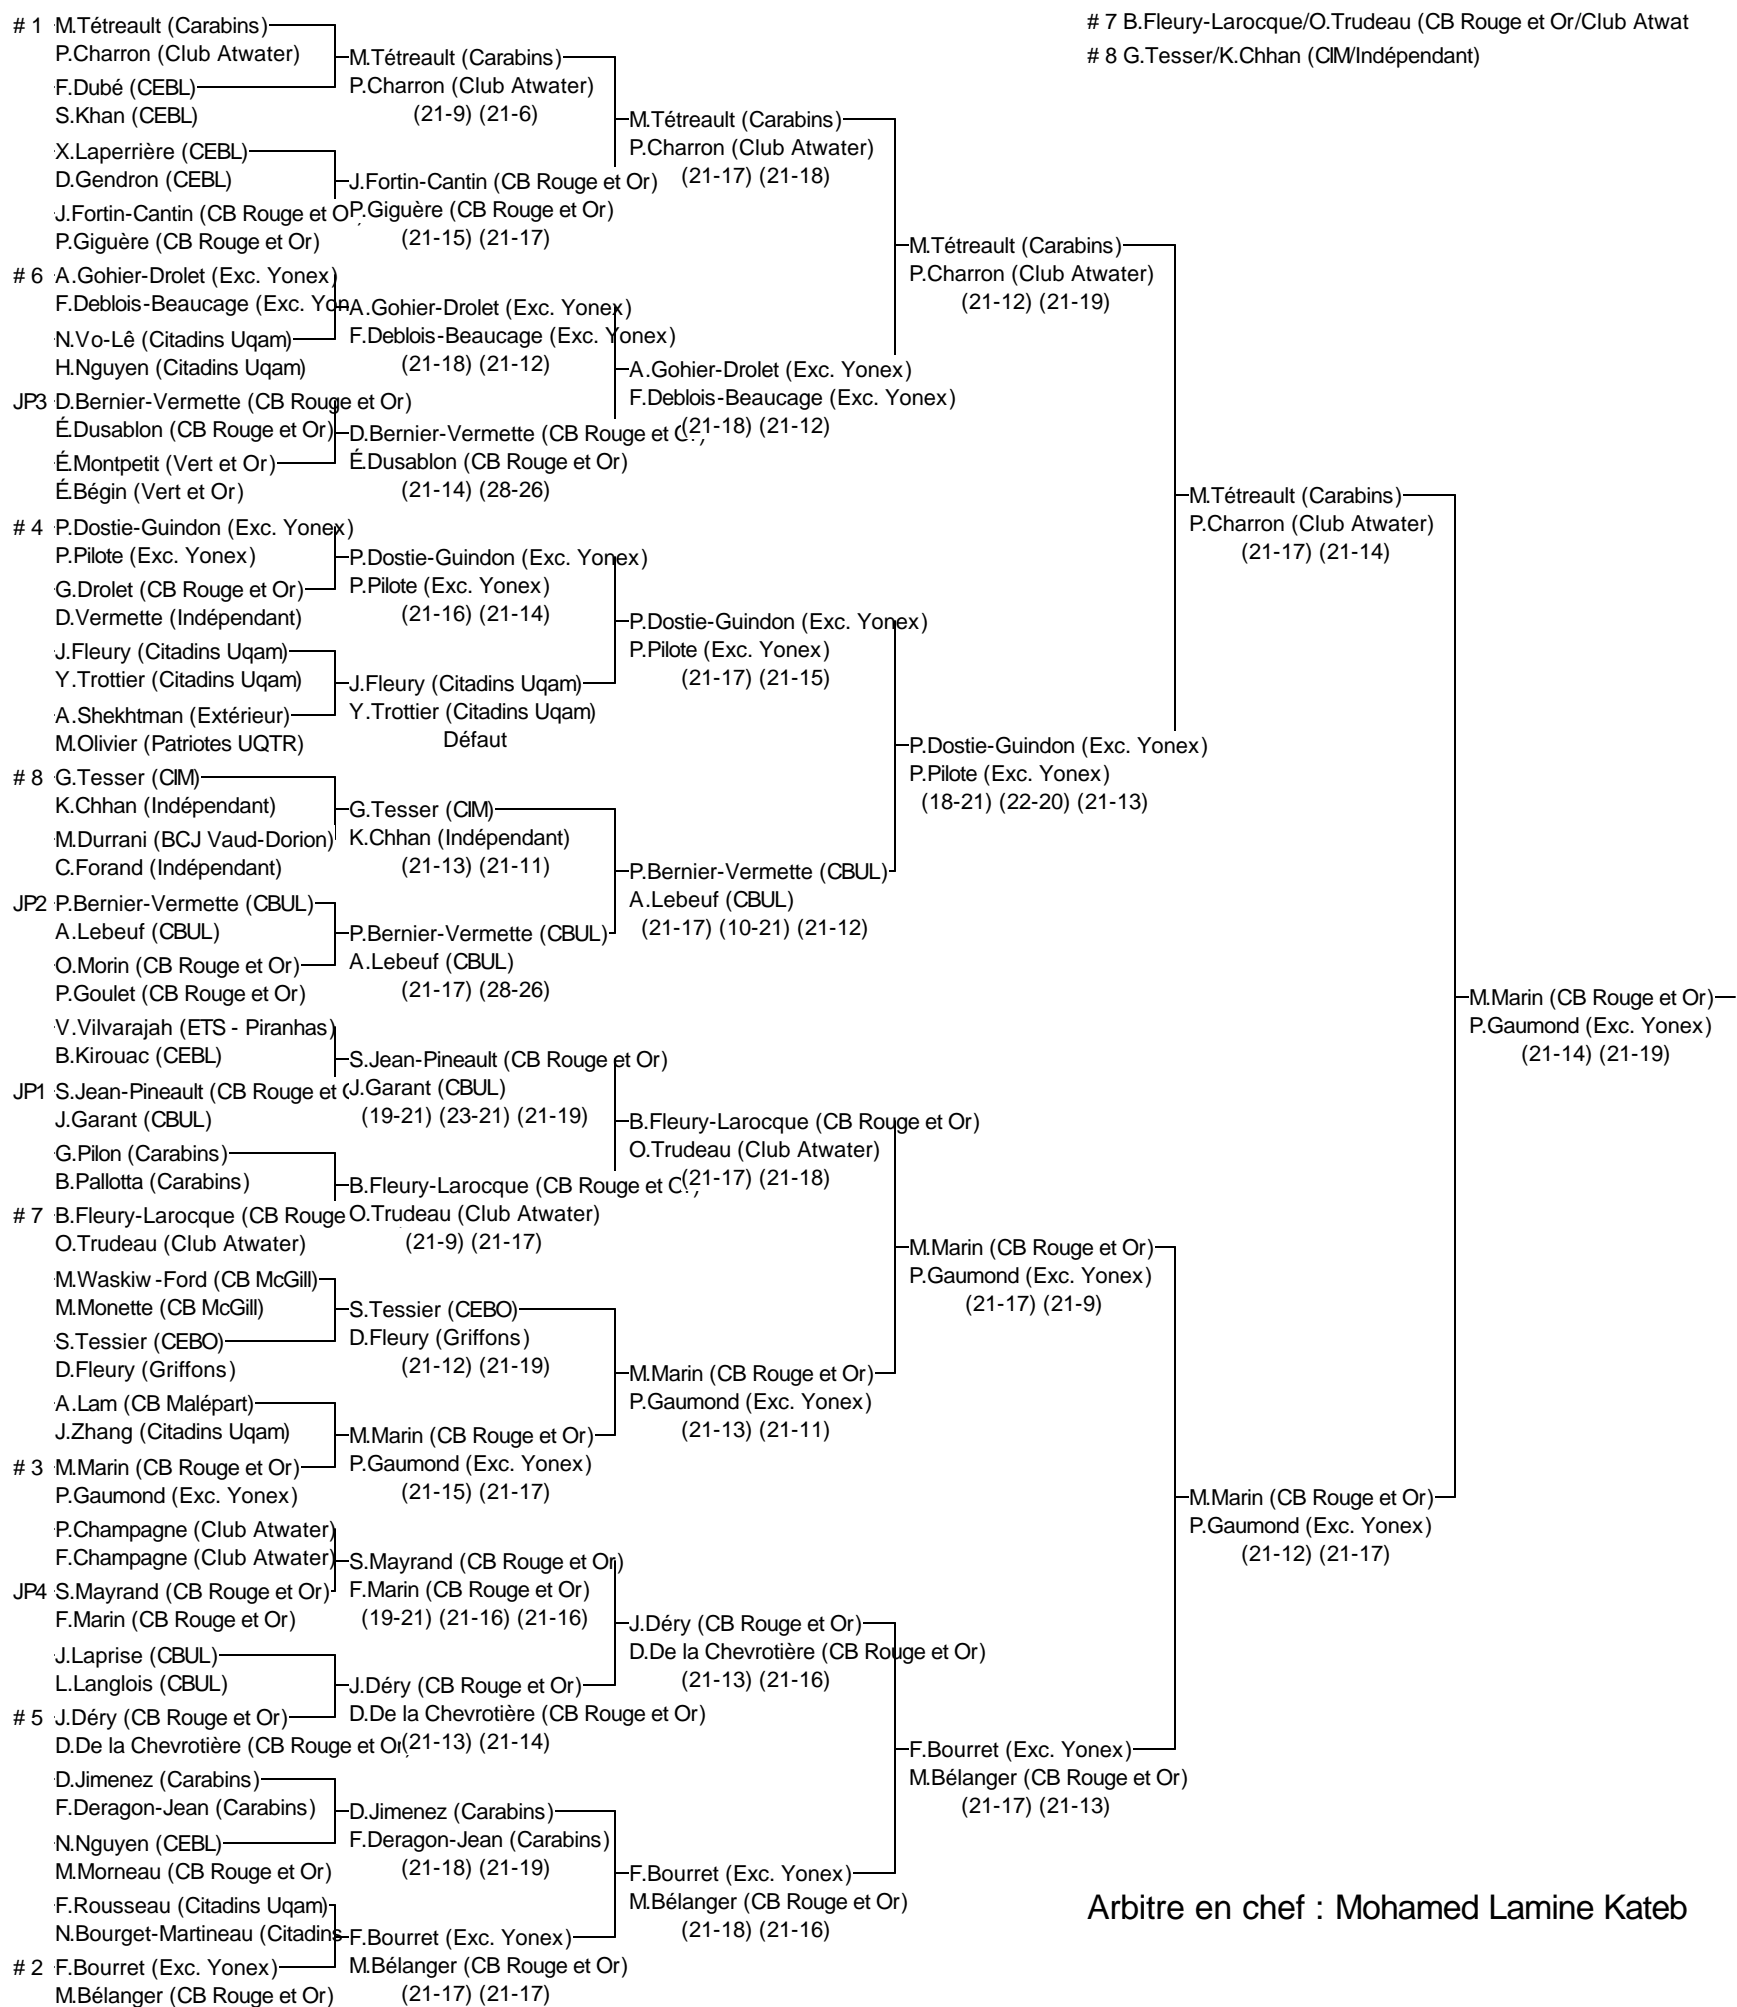 # 7 B.Fleury-Larocque/O.Trudeau (CB Rouge et Or/Club Atwat
# 8 G.Tesser/K.Chhan (CIM/Indépendant)
# 1 M.Tétreault (Carabins)
P.Charron (Club Atwater)
F.Dubé (CEBL)
S.Khan (CEBL)
X.Laperrière (CEBL)
D.Gendron (CEBL)
J.Fortin-Cantin (CB Rouge et O
P.Giguère (CB Rouge et Or)
# 6 A.Gohier-Drolet (Exc. Yonex)
F.Deblois-Beaucage (Exc. Yon
N.Vo-Lê (Citadins Uqam)
H.Nguyen (Citadins Uqam)
JP3 D.Bernier-Vermette (CB Rouge et Or)
É.Dusablon (CB Rouge et Or)
É.Montpetit (Vert et Or)
É.Bégin (Vert et Or)
# 4 P.Dostie-Guindon (Exc. Yonex)
P.Pilote (Exc. Yonex)
G.Drolet (CB Rouge et Or)
D.Vermette (Indépendant)
J.Fleury (Citadins Uqam)
Y.Trottier (Citadins Uqam)
A.Shekhtman (Extérieur)
M.Olivier (Patriotes UQTR)
# 8 G.Tesser (CIM)
K.Chhan (Indépendant)
M.Durrani (BCJ Vaud-Dorion)
C.Forand (Indépendant)
JP2 P.Bernier-Vermette (CBUL)
A.Lebeuf (CBUL)
O.Morin (CB Rouge et Or)
P.Goulet (CB Rouge et Or)
V.Vilvarajah (ETS - Piranhas)
B.Kirouac (CEBL)
JP1 S.Jean-Pineault (CB Rouge et
J.Garant (CBUL)
G.Pilon (Carabins)
B.Pallotta (Carabins)
# 7 B.Fleury-Larocque (CB Rouge
O.Trudeau (Club Atwater)
M.Waskiw-Ford (CB McGill)
M.Monette (CB McGill)
S.Tessier (CEBO)
D.Fleury (Griffons)
A.Lam (CB Malépart)
J.Zhang (Citadins Uqam)
# 3 M.Marin (CB Rouge et Or)
P.Gaumond (Exc. Yonex)
P.Champagne (Club Atwater)
F.Champagne (Club Atwater)
JP4 S.Mayrand (CB Rouge et Or)
F.Marin (CB Rouge et Or)
J.Laprise (CBUL)
L.Langlois (CBUL)
# 5 J.Déry (CB Rouge et Or)
D.De la Chevrotière (CB Rouge et Or
D.Jimenez (Carabins)
F.Deragon-Jean (Carabins)
N.Nguyen (CEBL)
M.Morneau (CB Rouge et Or)
F.Rousseau (Citadins Uqam)
N.Bourget-Martineau (Citadins
# 2 F.Bourret (Exc. Yonex)
M.Bélanger (CB Rouge et Or)
M.Tétreault (Carabins)
P.Charron (Club Atwater)
(21-9) (21-6)
J.Fortin-Cantin (CB Rouge et Or)
P.Giguère (CB Rouge et Or)
(21-15) (21-17)
A.Gohier-Drolet (Exc. Yonex)
F.Deblois-Beaucage (Exc. Yonex)
(21-18) (21-12)
D.Bernier-Vermette (CB Rouge et
É.Dusablon (CB Rouge et Or)
(21-14) (28-26)
P.Dostie-Guindon (Exc. Yonex)
P.Pilote (Exc. Yonex)
(21-16) (21-14)
J.Fleury (Citadins Uqam)
Y.Trottier (Citadins Uqam)
Défaut
G.Tesser (CIM)
K.Chhan (Indépendant)
(21-13) (21-11)
P.Bernier-Vermette (CBUL)
A.Lebeuf (CBUL)
(21-17) (28-26)
S.Jean-Pineault (CB Rouge et Or)
J.Garant (CBUL)
(19-21) (23-21) (21-19)
B.Fleury-Larocque (CB Rouge et
O.Trudeau (Club Atwater)
(21-9) (21-17)
S.Tessier (CEBO)
D.Fleury (Griffons)
(21-12) (21-19)
M.Marin (CB Rouge et Or)
P.Gaumond (Exc. Yonex)
(21-15) (21-17)
S.Mayrand (CB Rouge et Or)
F.Marin (CB Rouge et Or)
(19-21) (21-16) (21-16)
J.Déry (CB Rouge et Or)
D.De la Chevrotière (CB Rouge et Or)
(21-13) (21-14)
D.Jimenez (Carabins)
F.Deragon-Jean (Carabins)
(21-18) (21-19)
F.Bourret (Exc. Yonex)
M.Bélanger (CB Rouge et Or)
(21-17) (21-17)
M.Tétreault (Carabins)
P.Charron (Club Atwater)
(21-17) (21-18)
A.Gohier-Drolet (Exc. Yonex)
F.Deblois-Beaucage (Exc. Yonex)
(21-18) (21-12)
P.Dostie-Guindon (Exc. Yonex)
P.Pilote (Exc. Yonex)
(21-17) (21-15)
P.Bernier-Vermette (CBUL)
A.Lebeuf (CBUL)
(21-17) (10-21) (21-12)
B.Fleury-Larocque (CB Rouge et Or)
O.Trudeau (Club Atwater)
(21-17) (21-18)
M.Marin (CB Rouge et Or)
P.Gaumond (Exc. Yonex)
(21-13) (21-11)
J.Déry (CB Rouge et Or)
D.De la Chevrotière (CB Rouge et Or)
(21-13) (21-16)
F.Bourret (Exc. Yonex)
M.Bélanger (CB Rouge et Or)
(21-18) (21-16)
M.Tétreault (Carabins)
P.Charron (Club Atwater)
(21-12) (21-19)
P.Dostie-Guindon (Exc. Yonex)
P.Pilote (Exc. Yonex)
(18-21) (22-20) (21-13)
M.Marin (CB Rouge et Or)
P.Gaumond (Exc. Yonex)
(21-17) (21-9)
F.Bourret (Exc. Yonex)
M.Bélanger (CB Rouge et Or)
(21-17) (21-13)
M.Tétreault (Carabins)
P.Charron (Club Atwater)
(21-17) (21-14)
M.Marin (CB Rouge et Or)
P.Gaumond (Exc. Yonex)
(21-12) (21-17)
M.Marin (CB Rouge et Or)
P.Gaumond (Exc. Yonex)
(21-14) (21-19)
Arbitre en chef : Mohamed Lamine Kateb